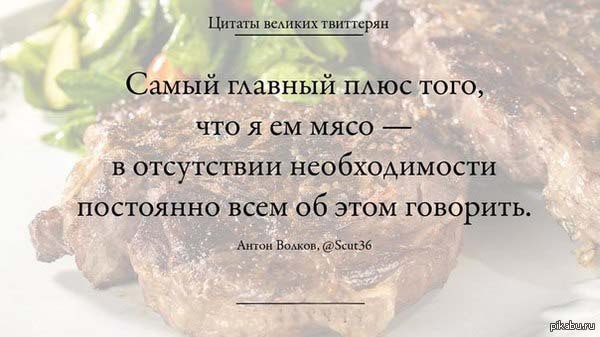 Цитаты великих твиттерян
Самый главный плюс того,
что я ем мясо —
в отсутствии необходимости
постоянно всем об этом говорить.
Антон Волков, @Scut36
pikabu.ru